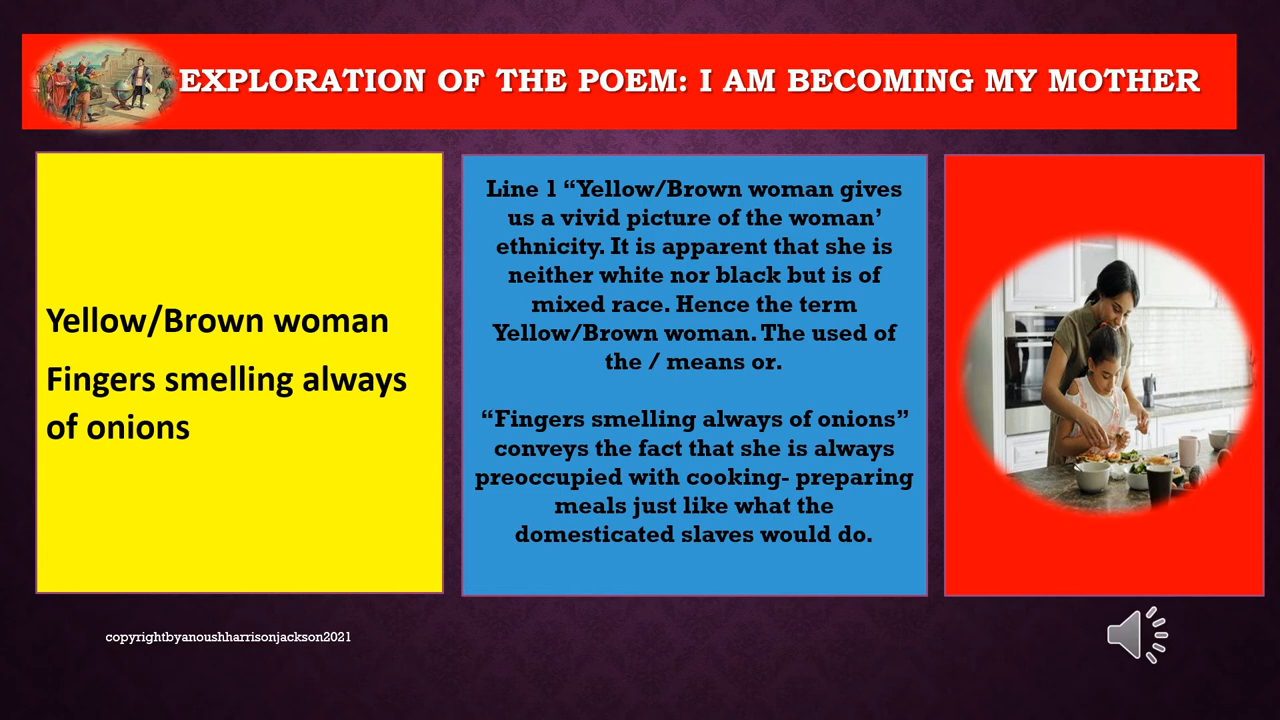 EXPLORATION OF THE POEM: I AM BECOMING MY MOTHER
Yellow/Brown woman
Fingers smelling always
of onions
Line 1 “Yellow/Brown woman gives
us a vivid picture of the woman’
ethnicity. It is apparent that she is
neither white nor black but is of
mixed race. Hence the term
Yellow/Brown woman. The used of
the / means or.
“Fingers smelling always of onions”
conveys the fact that she is always
preoccupied with cooking- preparing
meals just like what the
domesticated slaves would do.
copyrightbyanoushharrisonjackson2021